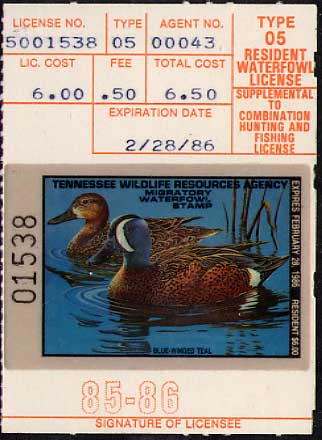 LICENSE NO. TYPE AGENT NO.
5001538 05 00043
LIC. COST FEE TOTAL COST
6.00 .50 6.50
EXPIRATION DATE
2/28/86
TYPE
05
RESIDENT
WATERFOWL
LICENSE
SUPPLEMENTAL
TO
COMBINATION
HUNTING AND
FISHING
LICENSE
TENNESSEE WILDLIFE RESOURCES AGENCY
MIGRATORY
WATERFOWL
STAMP
01538
EXPIRES FEBRUARY 28, 1986 RESIDENT $6.00
BLUE-WINGED TEAL
85-86
SIGNATURE OF LICENSEE